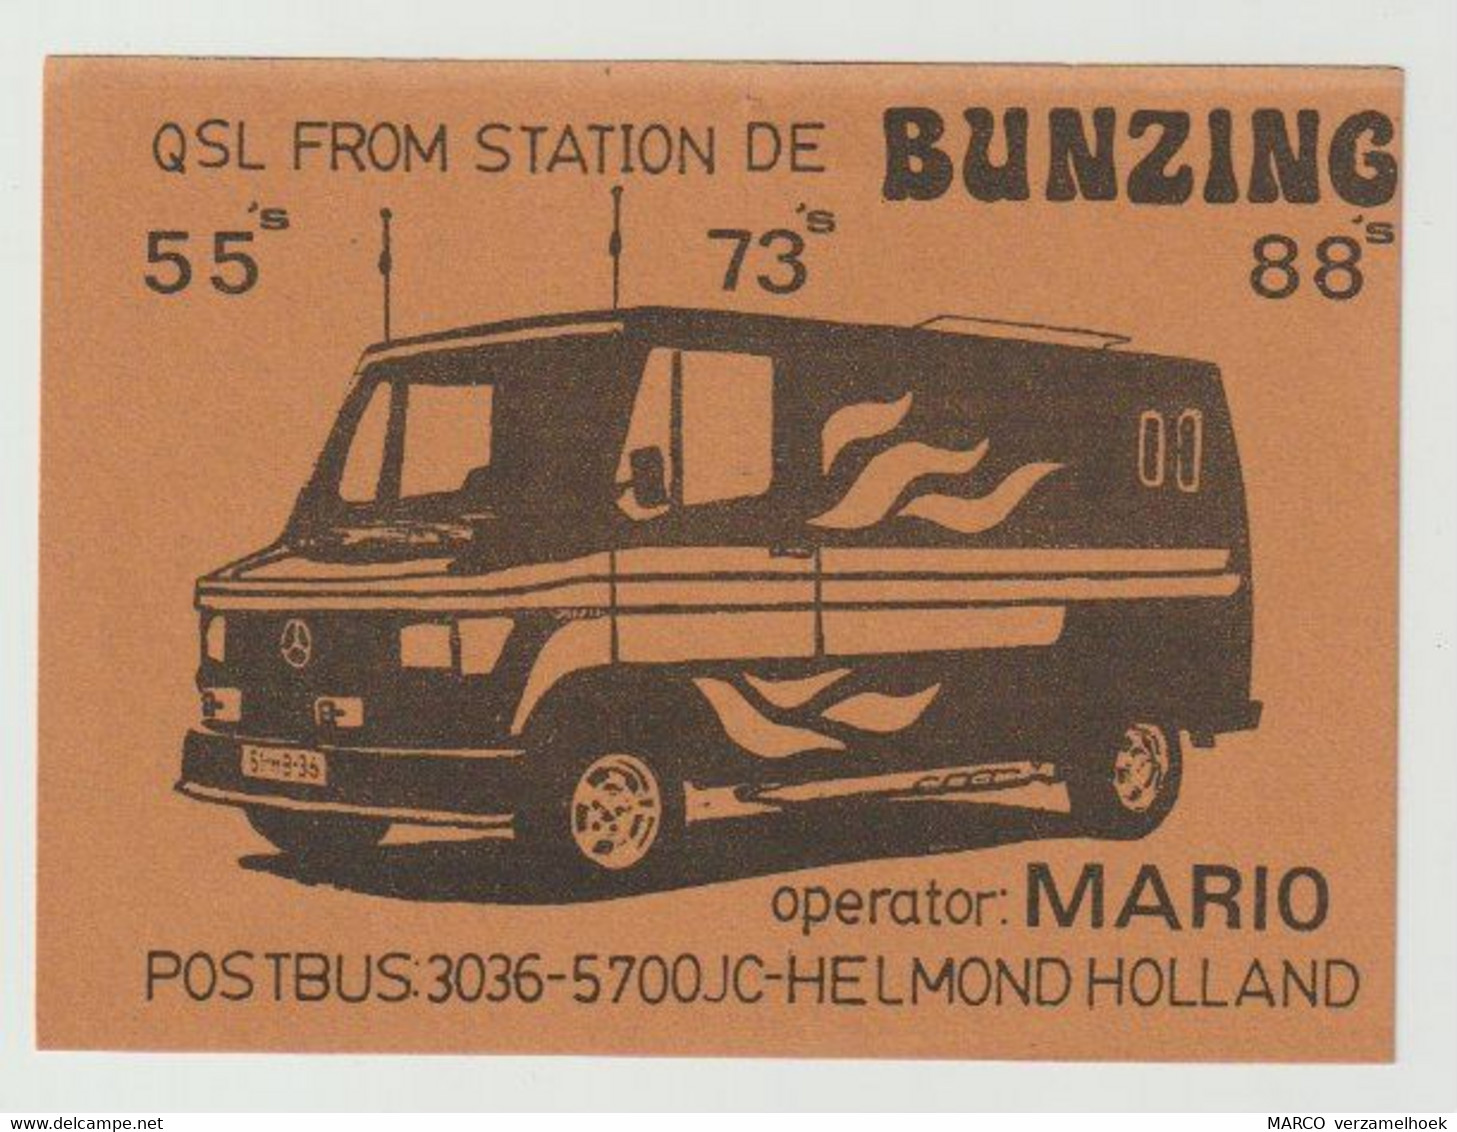 QSL FROM STATION DE BUNZING
55's 73's 88's
operator: MARIO
POSTBUS:3036-5700JC-HELMOND HOLLAND
MARCO verzamelhoek